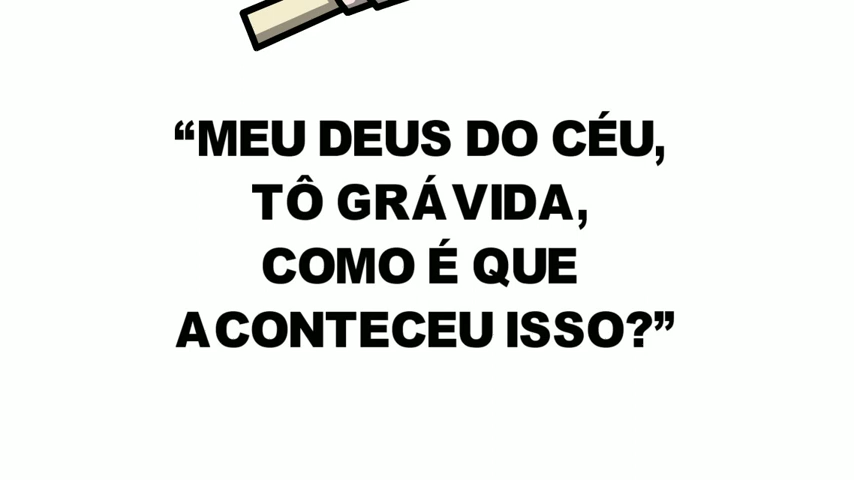 “MEU DEUS DO CÉU,
TÔ GRÁVIDA,
COMO É QUE
ACONTECEU ISSO?”